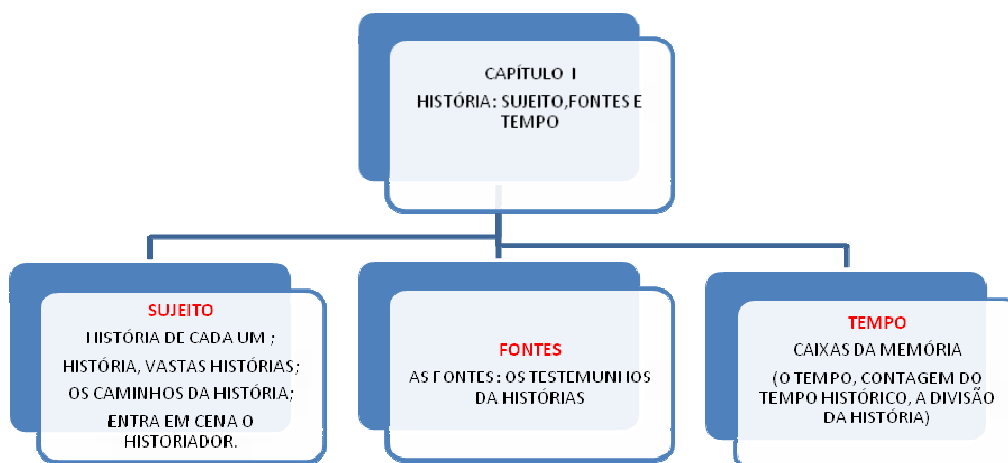 CAPÍTULO I
HISTÓRIA: SUJEITO,FONTES E
TEMPO
SUJEITO
HISTÓRIA DE CADA UM ;
HISTÓRIA, VASTAS HISTÓRIAS;
OS CAMINHOS DA HISTÓRIA;
ENTRA EM CENA O
HISTORIADOR.
FONTES
AS FONTES : OS TESTEMUNHOS
DA HISTÓRIAS
TEMPO
CAIXAS DA MEMÓRIA
(O TEMPO, CONTAGEM DO
TEMPO HISTÓRICO, A DIVISÃO
DA HISTÓRIA)